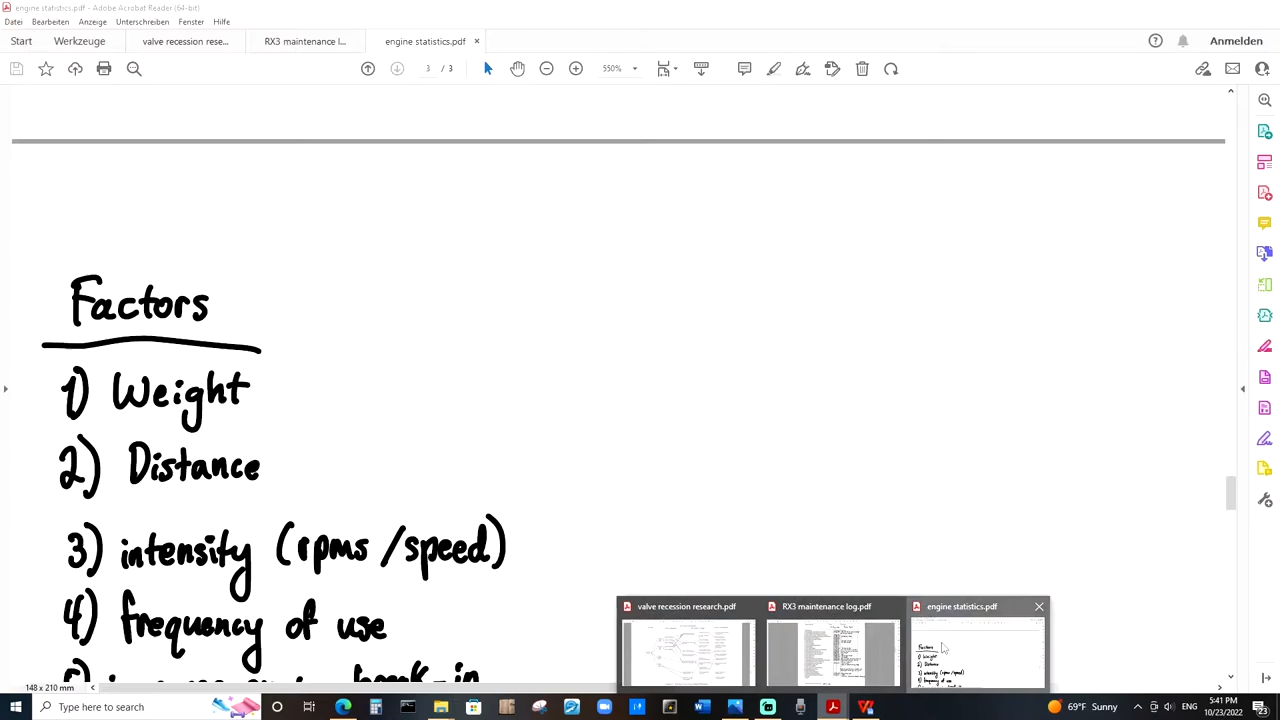 engine statistics.pdf - Adobe Acrobat Reader (64-bit)
Datei Bearbeiten Anzeige Unterschreiben Fenster Hilfe
Start Werkzeuge valve recession rese... RX3 maintenance l... engine statistics.pdf × Anmelden
3 / 3 550%
Factors
1) Weight
2) Distance
3) intensity (rpms/speed)
4) frequency of use
valve recession research.pdf RX3 maintenance log.pdf engine statistics.pdf
148 x 210 mm
Type here to search 69°F Sunny 5:41 PM
10/23/2022 23